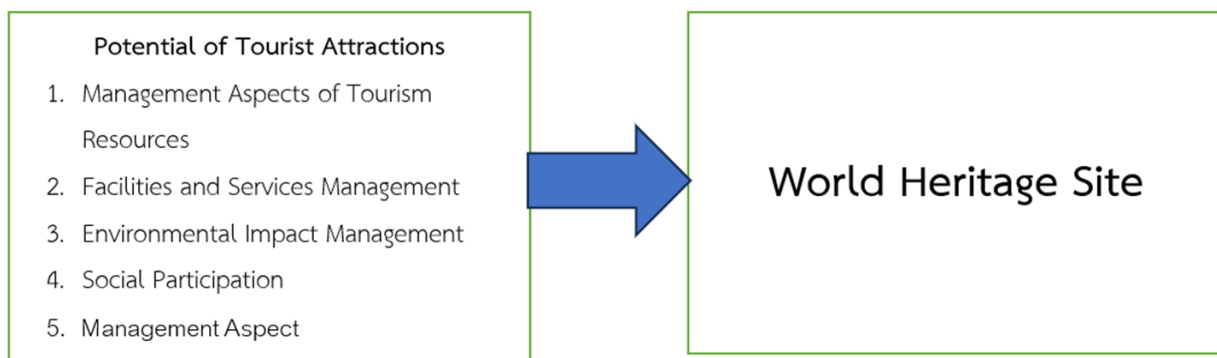 Potential of Tourist Attractions
1. Management Aspects of Tourism
Resources
2. Facilities and Services Management
3. Environmental Impact Management
4. Social Participation
5. Management Aspect
World Heritage Site